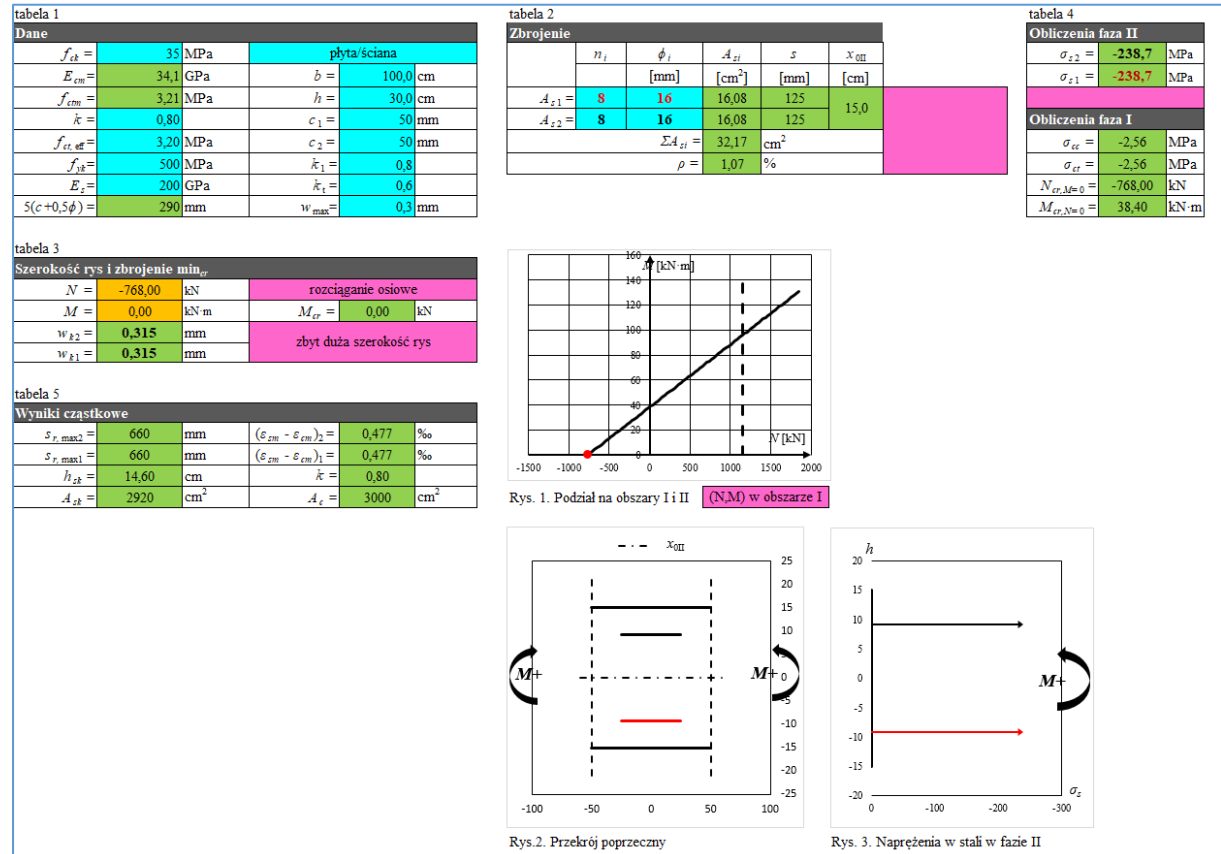 tabela 1
Dane
f_ck = 35 MPa płyta/ściana
E_cm = 34,1 GPa b = 100,0 cm
f_ctm = 3,21 MPa h = 30,0 cm
k = 0,80 c_1 = 50 mm
f_cr, eff = 3,20 MPa c_2 = 50 mm
f_yk = 500 MPa k_1 = 0,8
E_s = 200 GPa k_t = 0,6
5(c+0,5ϕ) = 290 mm w_max = 0,3 mm
tabela 2
Zbrojenie
n_i ϕ_i A_si s x_0II
[mm] [cm²] [mm] [cm]
A_s1 = 8 16 16,08 125 15,0
A_s2 = 8 16 16,08 125
ΣA_si = 32,17 cm²
ρ = 1,07 %
tabela 4
Obliczenia faza II
σ_s2 = -238,7 MPa
σ_s1 = -238,7 MPa
Obliczenia faza I
σ_cc = -2,56 MPa
σ_ct = -2,56 MPa
N_cr,M=0 = -768,00 kN
M_cr,N=0 = 38,40 kN·m
tabela 3
Szerokość rys i zbrojenie min_cr
N = -768,00 kN rozciąganie osiowe
M = 0,00 kN·m M_cr = 0,00 kN
w_k2 = 0,315 mm zbyt duża szerokość rys
w_k1 = 0,315 mm
tabela 5
Wyniki cząstkowe
s_r, max2 = 660 mm (ε_sm - ε_cm)_2 = 0,477 ‰
s_r, max1 = 660 mm (ε_sm - ε_cm)_1 = 0,477 ‰
h_sk = 14,60 cm k = 0,80
A_sk = 2920 cm² A_c = 3000 cm²
M [kN·m]
160
140
120
100
80
60
40
20
0
N [kN]
-1500 -1000 -500 0 500 1000 1500 2000
Rys. 1. Podział na obszary I i II (N,M) w obszarze I
x_0II
25
20
15
10
5
0
-5
-10
-15
-20
-25
M+ M+
-100 -50 0 50 100
Rys.2. Przekrój poprzeczny
h
20
15
10
5
0
-5
-10
-15
-20
M+
σ_s
0 -100 -200 -300
Rys. 3. Naprężenia w stali w fazie II